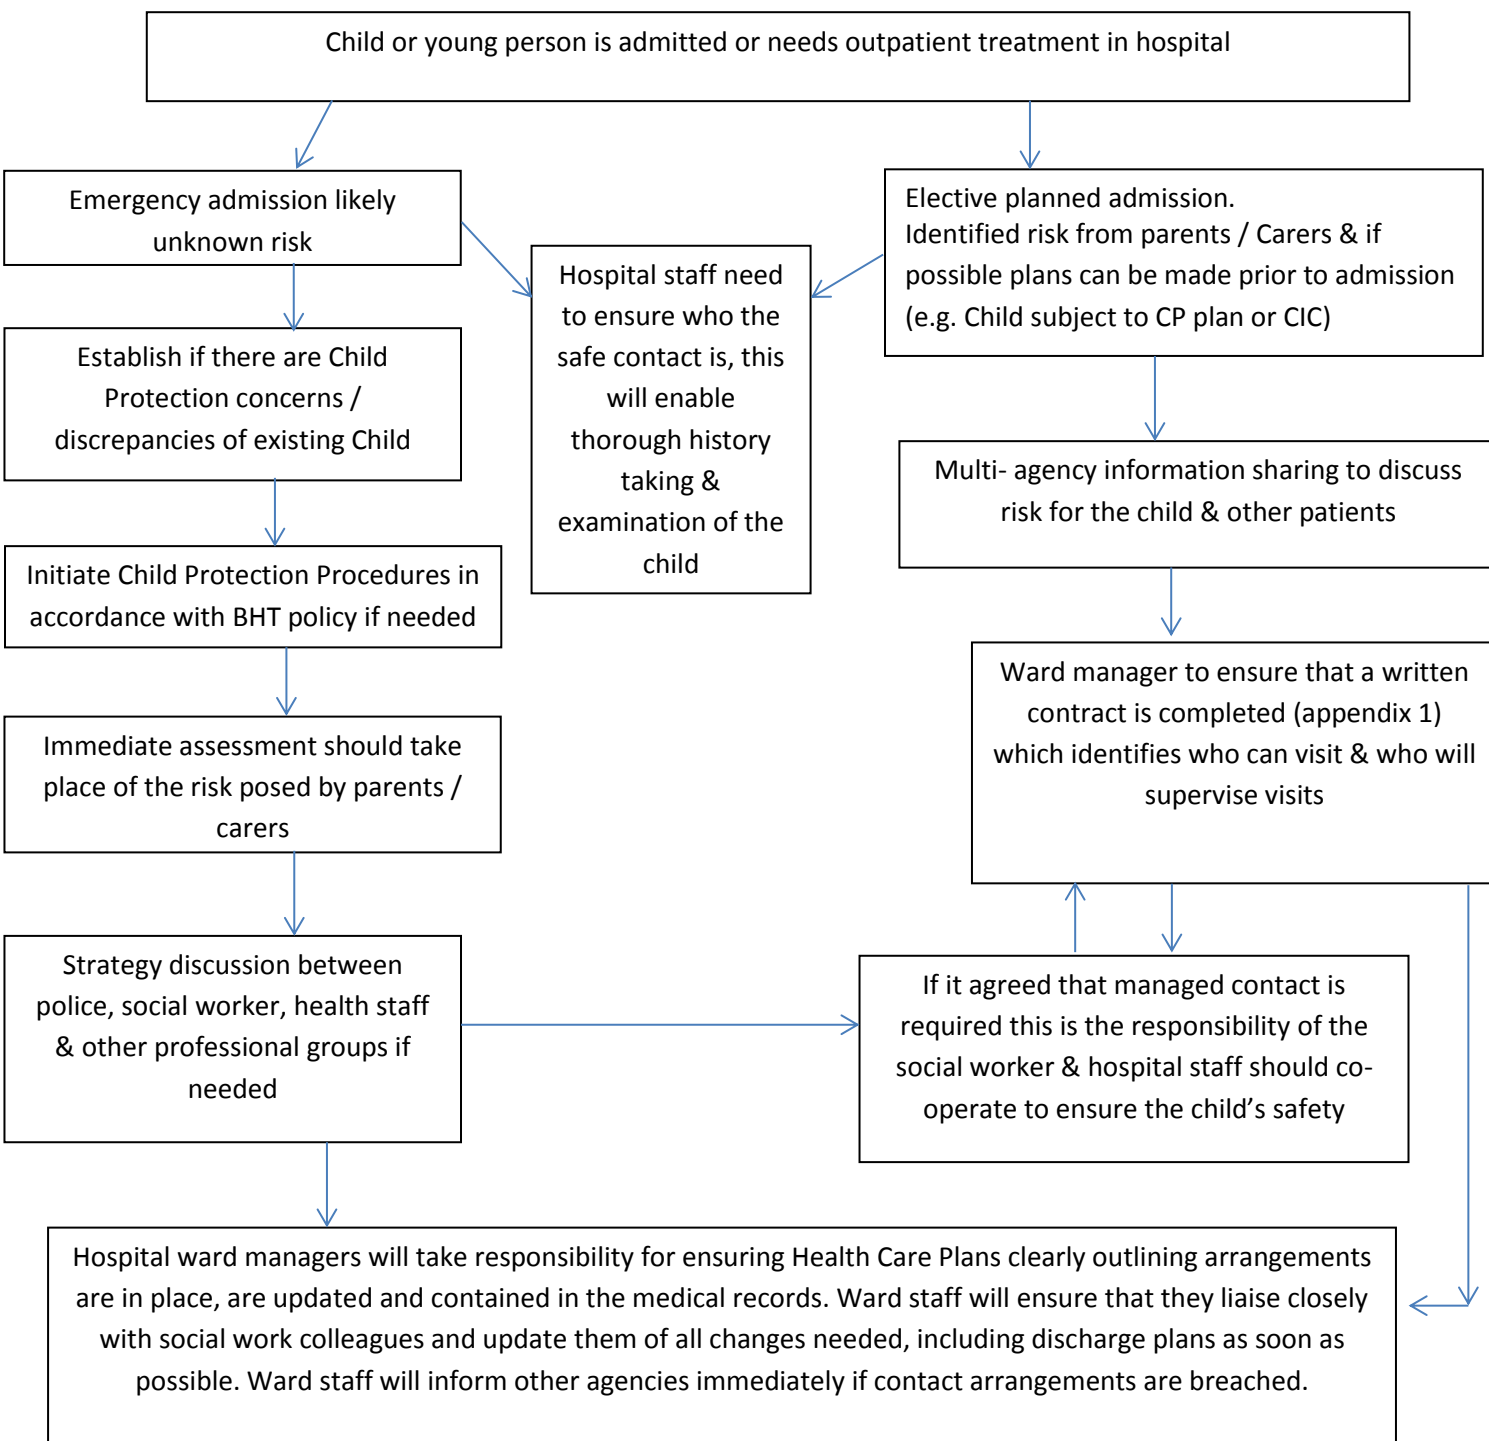 Child or young person is admitted or needs outpatient treatment in hospital
Emergency admission likely
unknown risk
Elective planned admission.
Identified risk from parents / Carers & if
possible plans can be made prior to admission
(e.g. Child subject to CP plan or CIC)
Hospital staff need
to ensure who the
safe contact is, this
will enable
thorough history
taking &
examination of the
child
Establish if there are Child
Protection concerns /
discrepancies of existing Child
Multi- agency information sharing to discuss
risk for the child & other patients
Initiate Child Protection Procedures in
accordance with BHT policy if needed
Ward manager to ensure that a written
contract is completed (appendix 1)
which identifies who can visit & who will
supervise visits
Immediate assessment should take
place of the risk posed by parents /
carers
Strategy discussion between
police, social worker, health staff
& other professional groups if
needed
If it agreed that managed contact is
required this is the responsibility of the
social worker & hospital staff should co-
operate to ensure the child’s safety
Hospital ward managers will take responsibility for ensuring Health Care Plans clearly outlining arrangements
are in place, are updated and contained in the medical records. Ward staff will ensure that they liaise closely
with social work colleagues and update them of all changes needed, including discharge plans as soon as
possible. Ward staff will inform other agencies immediately if contact arrangements are breached.